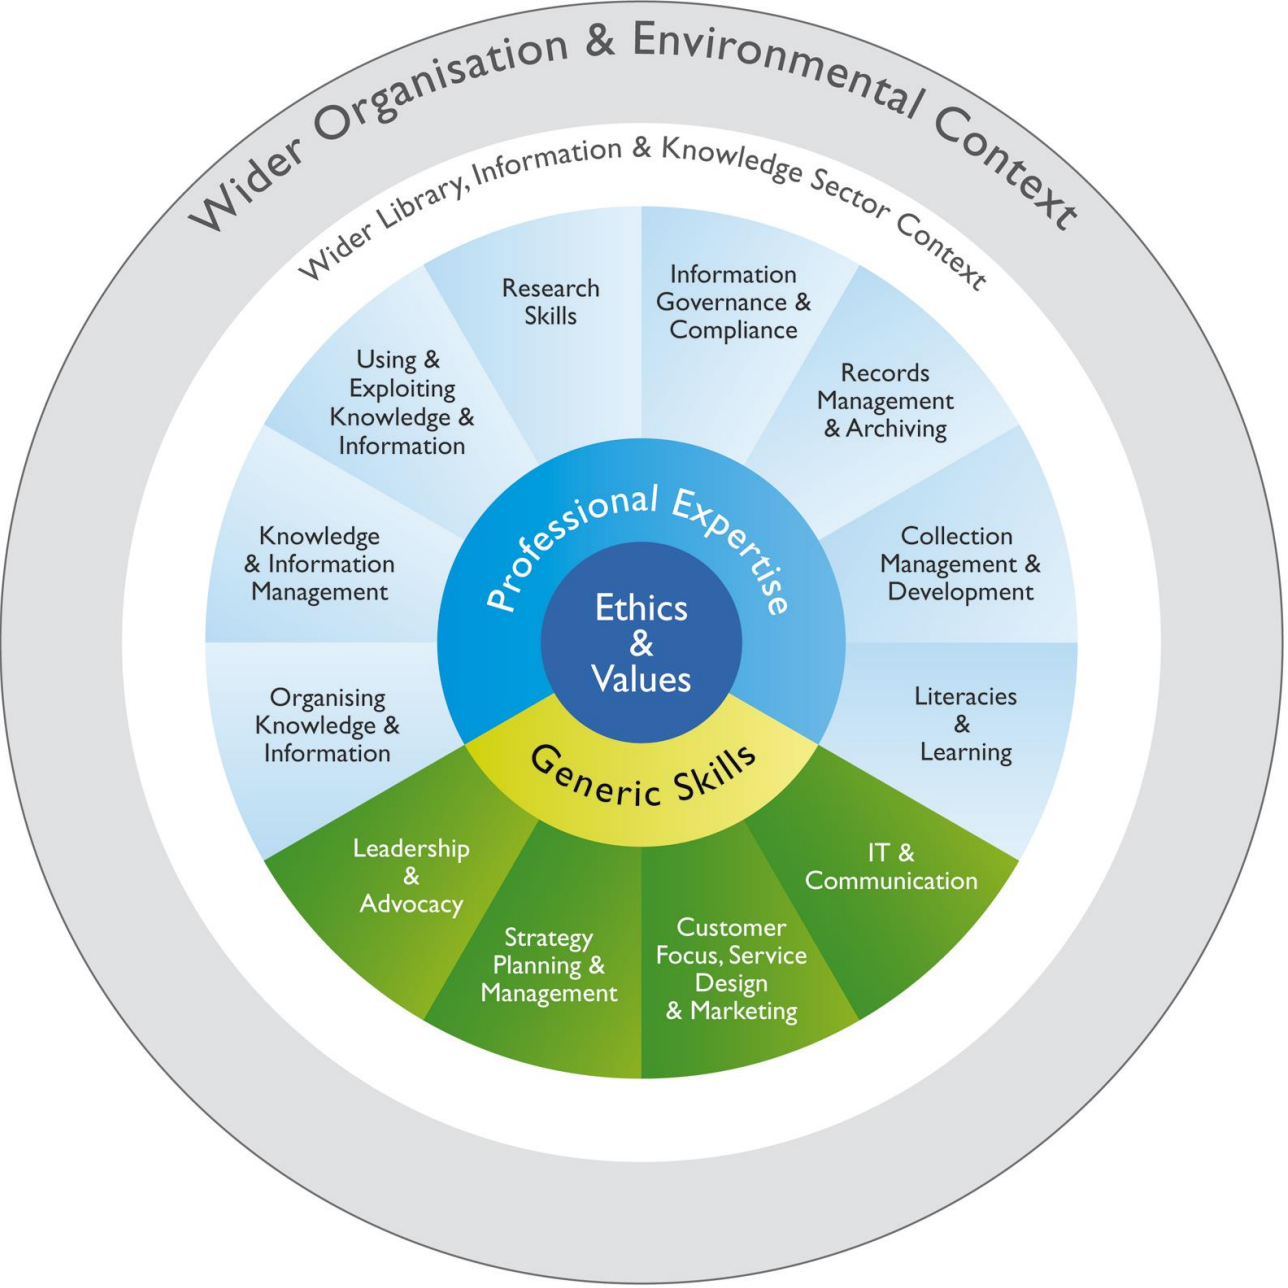 Wider Organisation & Environmental Context
Wider Library, Information & Knowledge Sector Context
Research
Skills
Information
Governance &
Compliance
Using &
Exploiting
Knowledge &
Information
Records
Management
& Archiving
Knowledge
& Information
Management
Collection
Management &
Development
Professional Expertise
Ethics
&
Values
Organising
Knowledge &
Information
Literacies
&
Learning
Generic Skills
Leadership
&
Advocacy
Strategy
Planning &
Management
Customer
Focus, Service
Design
& Marketing
IT &
Communication